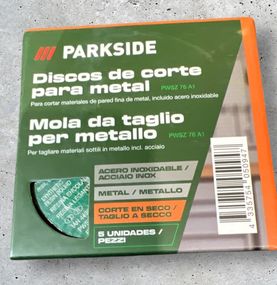 PARKSIDE
Discos de corte
para metal PWSZ 76 A1
Para cortar materiales de pared fina de metal, incluido acero inoxidable
Mola da taglio
per metallo PWSZ 76 A1
Per tagliare materiali sottili in metallo incl. acciaio
ACERO INOXIDABLE /
ACCIAIO INOX
METAL / METALLO
CORTE EN SECO /
TAGLIO A SECCO
5 UNIDADES /
PEZZI